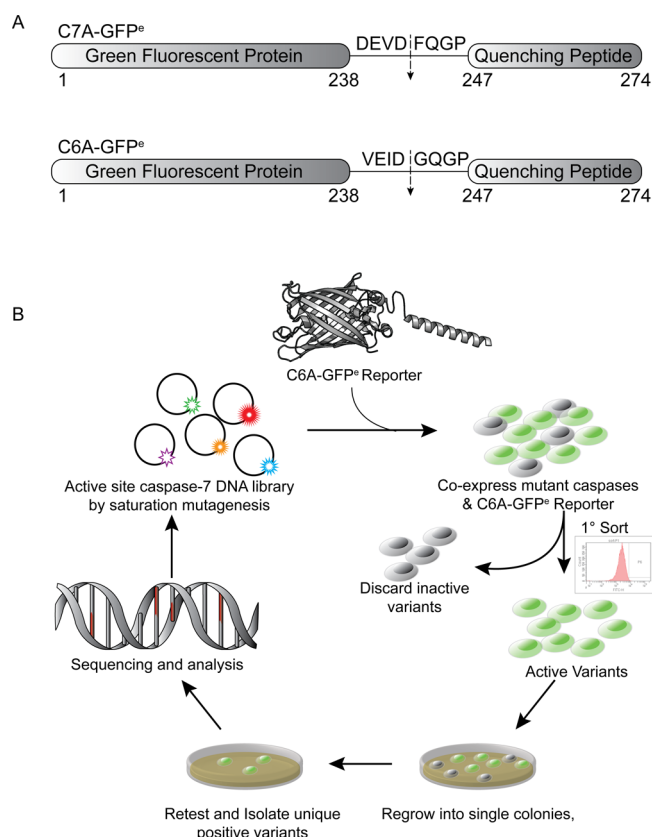 A
C7A-GFPᵉ
DEVD FQGP
Green Fluorescent Protein
Quenching Peptide
1 238 247 274
C6A-GFPᵉ
VEID GQGP
Green Fluorescent Protein
Quenching Peptide
1 238 247 274
B
C6A-GFPᵉ Reporter
Active site caspase-7 DNA library
by saturation mutagenesis
Co-express mutant caspases
& C6A-GFPᵉ Reporter
1° Sort
Discard inactive
variants
Active Variants
Sequencing and analysis
Retest and Isolate unique
positive variants
Regrow into single colonies,